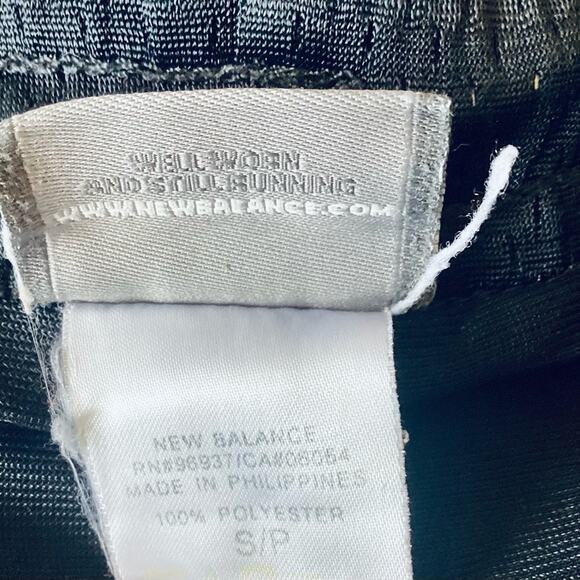 WELL WORN
AND STILL RUNNING
WWW.NEWBALANCE.COM
NEW BALANCE
RN#96937/CA#06054
MADE IN PHILIPPINES
100% POLYESTER
S/P